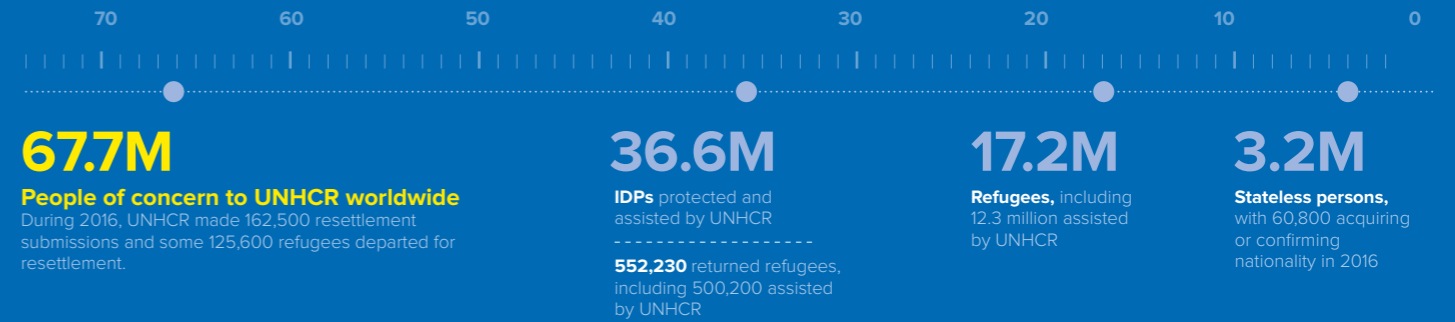 70 60 50 40 30 20 10 0
67.7M
People of concern to UNHCR worldwide
During 2016, UNHCR made 162,500 resettlement
submissions and some 125,600 refugees departed for
resettlement.
36.6M
IDPs protected and
assisted by UNHCR
552,230 returned refugees,
including 500,200 assisted
by UNHCR
17.2M
Refugees, including
12.3 million assisted
by UNHCR
3.2M
Stateless persons,
with 60,800 acquiring
or confirming
nationality in 2016